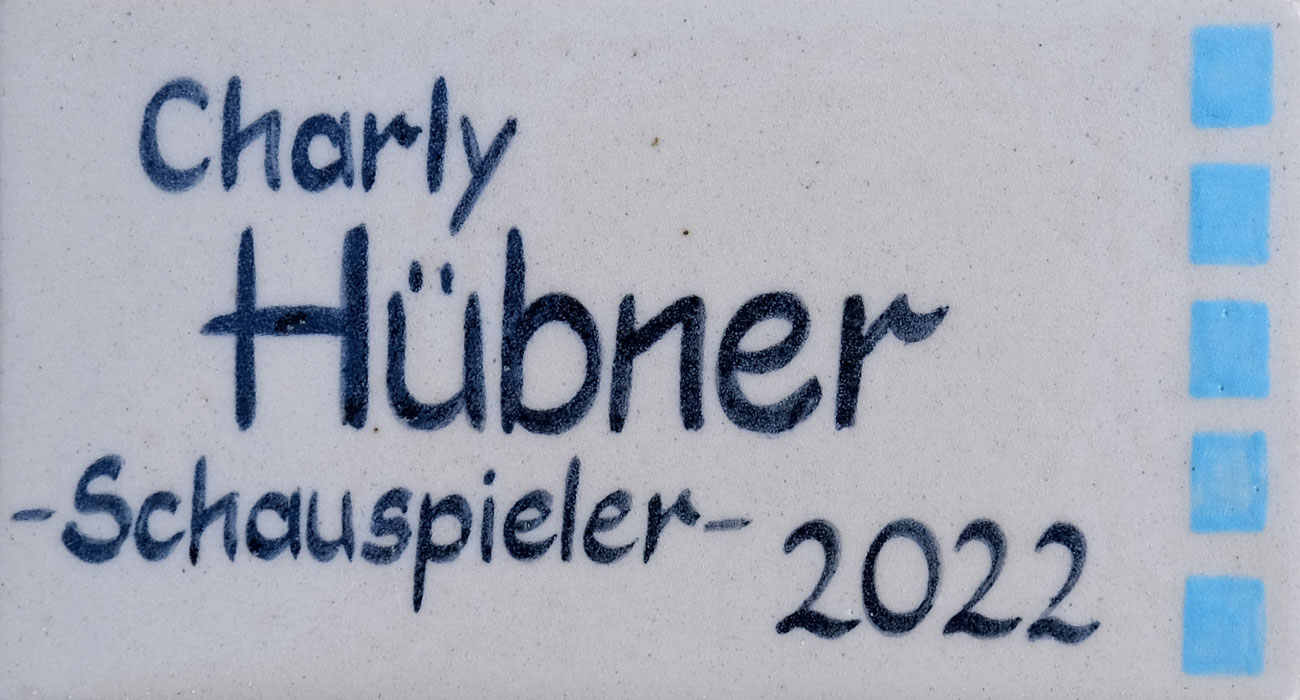 Charly
Hübner
-Schauspieler-
2022